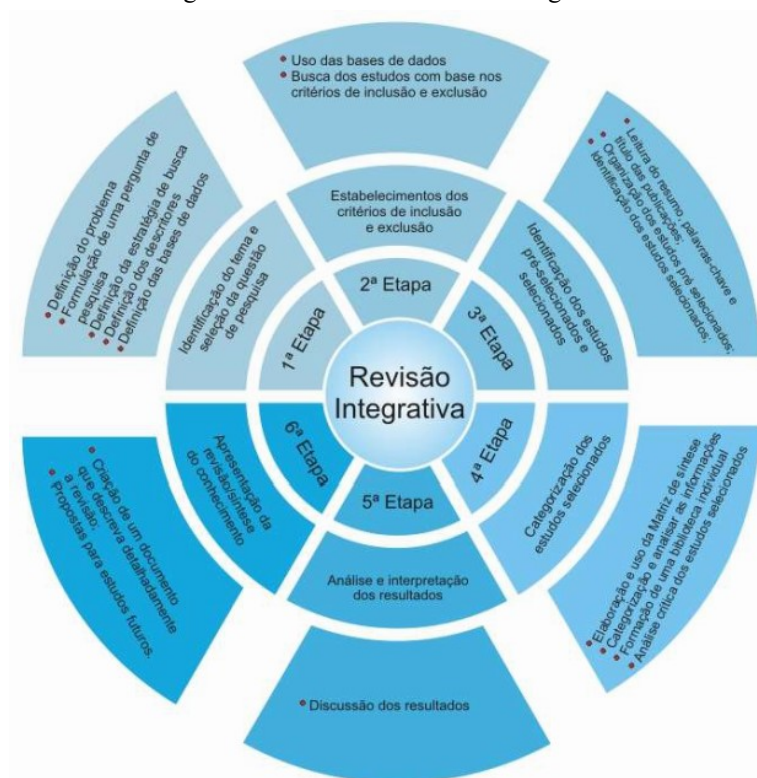 Revisão
Integrativa
1ª Etapa
Identificação do tema e
seleção da questão
de pesquisa
• Definição do problema
• Formulação de uma pergunta de
pesquisa
• Definição da estratégia de busca
• Definição dos descritores
• Definição das bases de dados
2ª Etapa
Estabelecimentos dos
critérios de inclusão
e exclusão
• Uso das bases de dados
• Busca dos estudos com base nos
critérios de inclusão e exclusão
3ª Etapa
Identificação dos estudos
pré-selecionados e
selecionados
• Leitura do resumo, palavras-chave e
título das publicações;
• Organização dos estudos pré selecionados;
• Identificação dos estudos selecionados;
4ª Etapa
Categorização dos
estudos selecionados
• Elaboração e uso da Matriz de síntese
• Categorização e analisar as informações
• Formação de uma biblioteca individual
• Análise crítica dos estudos selecionados
5ª Etapa
Análise e interpretação
dos resultados
• Discussão dos resultados
6ª Etapa
Apresentação da
revisão/síntese
do conhecimento
• Criação de um documento
que descreva detalhadamente
a revisão;
• Propostas para estudos futuros;